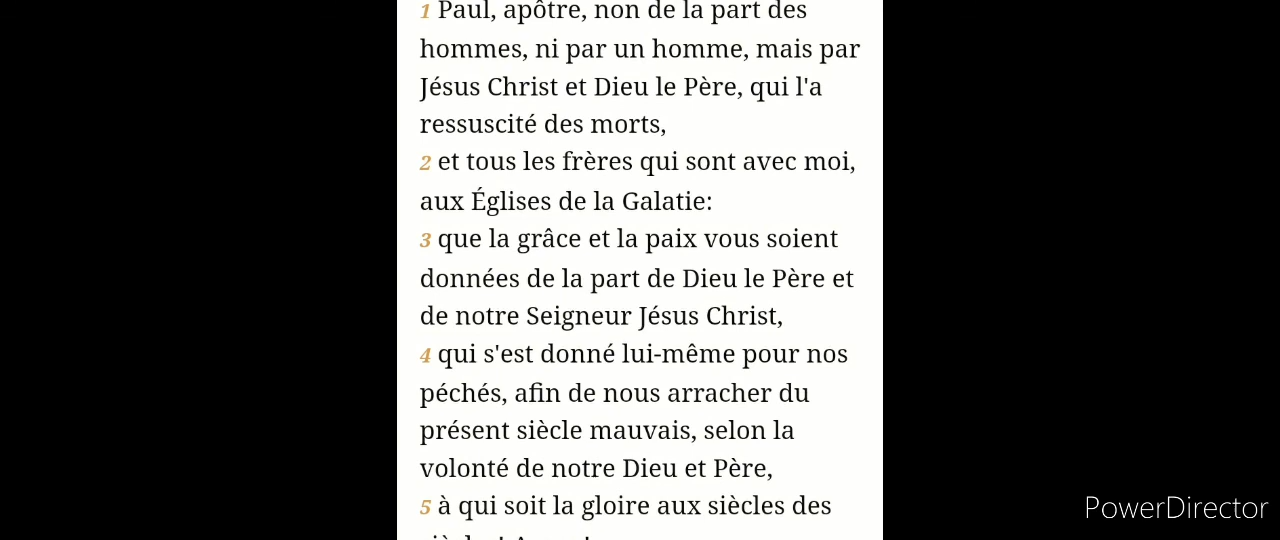 1 Paul, apôtre, non de la part des
hommes, ni par un homme, mais par
Jésus Christ et Dieu le Père, qui l'a
ressuscité des morts,
2 et tous les frères qui sont avec moi,
aux Églises de la Galatie:
3 que la grâce et la paix vous soient
données de la part de Dieu le Père et
de notre Seigneur Jésus Christ,
4 qui s'est donné lui-même pour nos
péchés, afin de nous arracher du
présent siècle mauvais, selon la
volonté de notre Dieu et Père,
5 à qui soit la gloire aux siècles des
PowerDirector